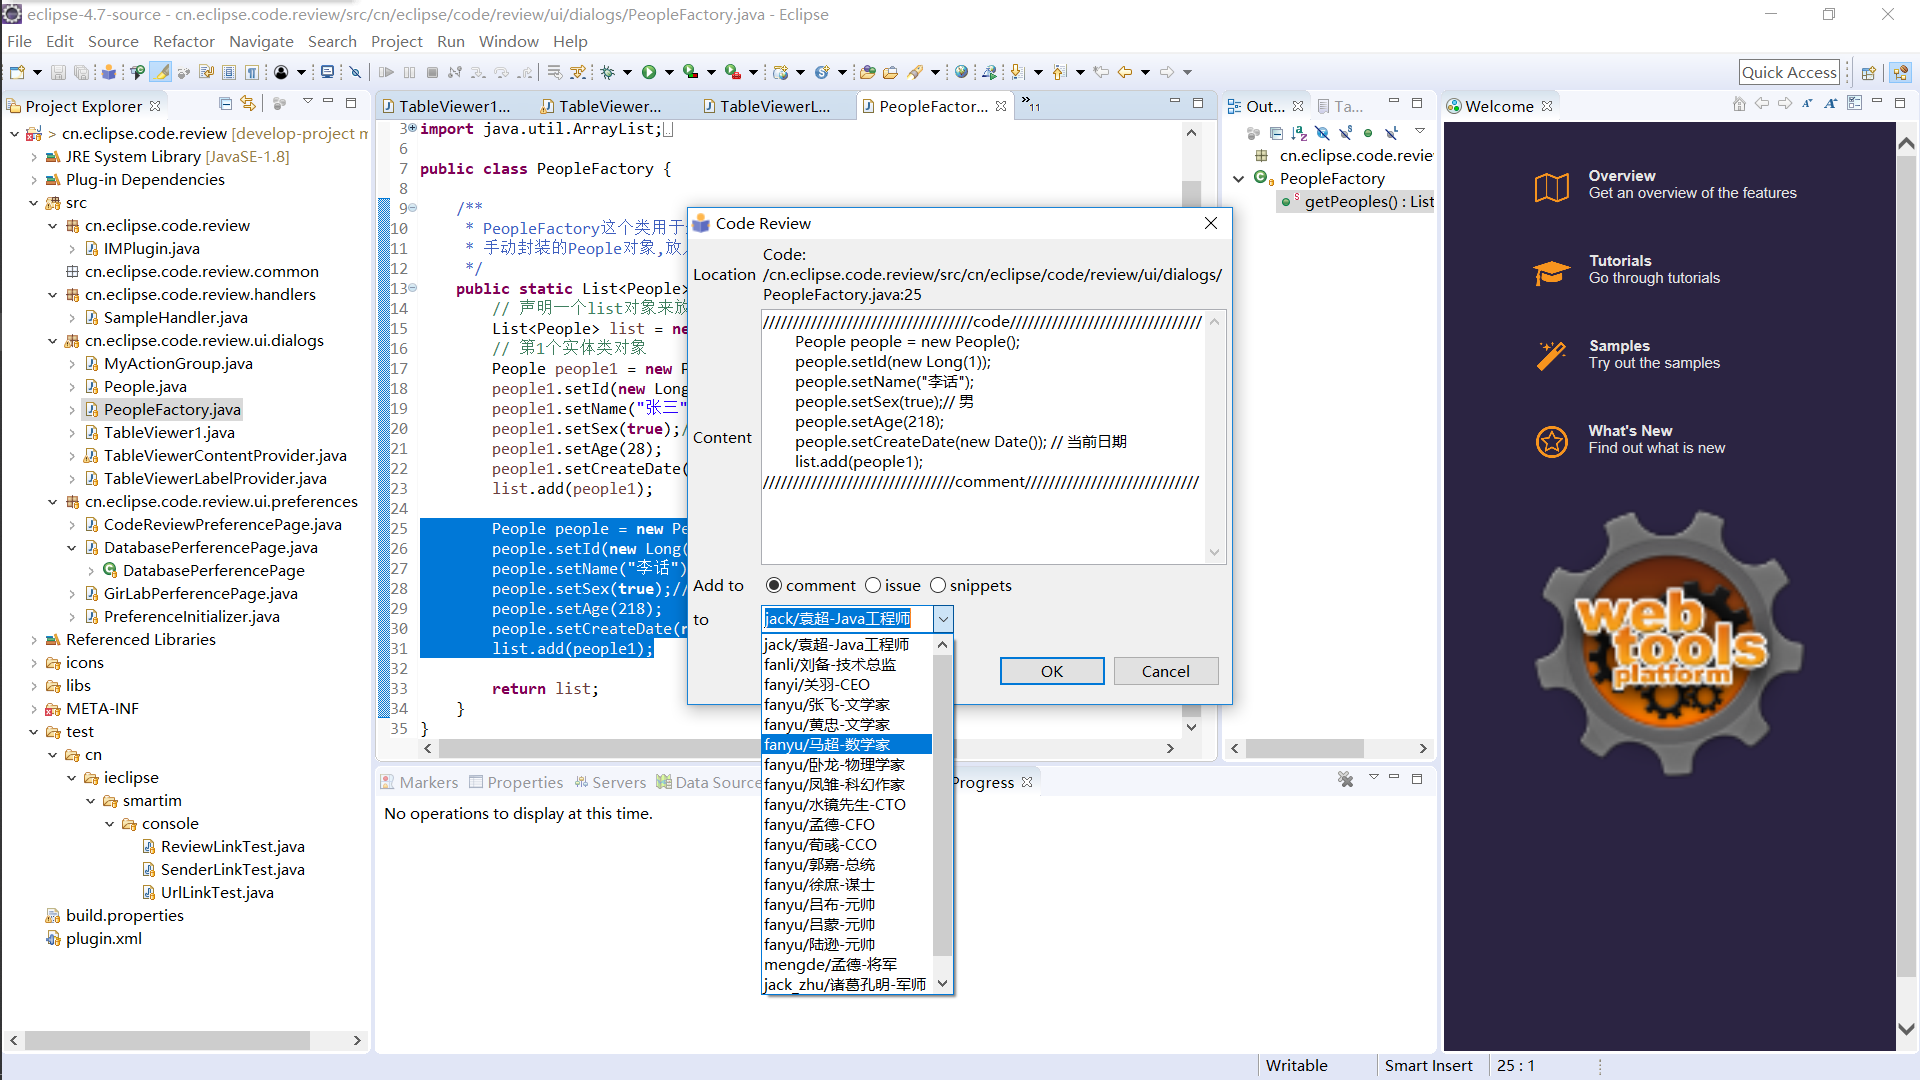 eclipse-4.7-source - cn.eclipse.code.review/src/cn/eclipse/code/review/ui/dialogs/PeopleFactory.java - Eclipse
File Edit Source Refactor Navigate Search Project Run Window Help
Quick Access
Project Explorer
cn.eclipse.code.review [develop-project m
JRE System Library [JavaSE-1.8]
Plug-in Dependencies
src
cn.eclipse.code.review
IMPlugin.java
cn.eclipse.code.review.common
cn.eclipse.code.review.handlers
SampleHandler.java
cn.eclipse.code.review.ui.dialogs
MyActionGroup.java
People.java
PeopleFactory.java
TableViewer1.java
TableViewerContentProvider.java
TableViewerLabelProvider.java
cn.eclipse.code.review.ui.preferences
CodeReviewPreferencePage.java
DatabasePerferencePage.java
DatabasePerferencePage
GirLabPerferencePage.java
PreferenceInitializer.java
Referenced Libraries
icons
libs
META-INF
test
cn
ieclipse
smartim
console
ReviewLinkTest.java
SenderLinkTest.java
UrlLinkTest.java
build.properties
plugin.xml
TableViewer1... TableViewer... TableViewerL... PeopleFactor... 11
3 import java.util.ArrayList;
6
7 public class PeopleFactory {
8
9 /**
10 * PeopleFactory这个类用于
11 * 手动封装的People对象,放
12 */
13 public static List<People>
14 // 声明一个list对象来放
15 List<People> list = ne
16 // 第1个实体类对象
17 People people1 = new P
18 people1.setId(new Long
19 people1.setName("张三"
20 people1.setSex(true);/
21 people1.setAge(28);
22 people1.setCreateDate(
23 list.add(people1);
24
25 People people = new Pe
26 people.setId(new Long(
27 people.setName("李话")
28 people.setSex(true);//
29 people.setAge(218);
30 people.setCreateDate(n
31 list.add(people1);
32
33 return list;
34 }
35 }
Code Review
Location
Code:
/cn.eclipse.code.review/src/cn/eclipse/code/review/ui/dialogs/
PeopleFactory.java:25
Content
///////////////////////////////////code////////////////////////////////
People people = new People();
people.setId(new Long(1));
people.setName("李话");
people.setSex(true);// 男
people.setAge(218);
people.setCreateDate(new Date()); // 当前日期
list.add(people1);
////////////////////////////////comment/////////////////////////////
Add to comment issue snippets
to jack/袁超-Java工程师
jack/袁超-Java工程师
fanli/刘备-技术总监
fanyi/关羽-CEO
fanyu/张飞-文学家
fanyu/黄忠-文学家
fanyu/马超-数学家
fanyu/卧龙-物理学家
fanyu/凤雏-科幻作家
fanyu/水镜先生-CTO
fanyu/孟德-CFO
fanyu/荀彧-CCO
fanyu/郭嘉-总统
fanyu/徐庶-谋士
fanyu/吕布-元帅
fanyu/吕蒙-元帅
fanyu/陆逊-元帅
mengde/孟德-将军
jack_zhu/诸葛孔明-军师
OK Cancel
Markers Properties Servers Data Source Progress
No operations to display at this time.
Out... Ta...
cn.eclipse.code.revie
PeopleFactory
getPeoples() : List
Welcome
Overview
Get an overview of the features
Tutorials
Go through tutorials
Samples
Try out the samples
What's New
Find out what is new
web
tools
platform
Writable Smart Insert 25 : 1